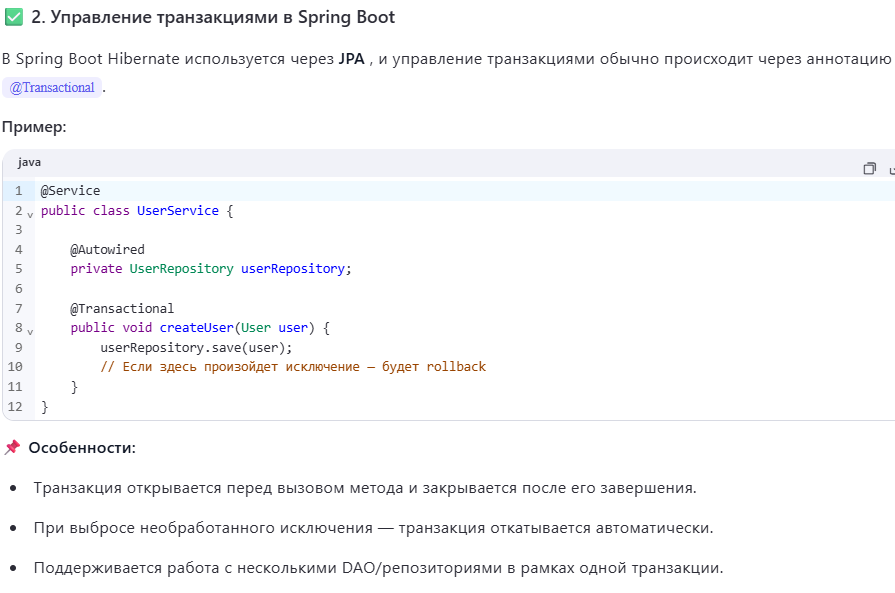 ✅ 2. Управление транзакциями в Spring Boot
В Spring Boot Hibernate используется через JPA , и управление транзакциями обычно происходит через аннотацию
@Transactional .
Пример:
java
1 @Service
2 public class UserService {
3
4     @Autowired
5     private UserRepository userRepository;
6
7     @Transactional
8     public void createUser(User user) {
9         userRepository.save(user);
10         // Если здесь произойдет исключение — будет rollback
11     }
12 }
📌 Особенности:
• Транзакция открывается перед вызовом метода и закрывается после его завершения.
• При выбросе необработанного исключения — транзакция откатывается автоматически.
• Поддерживается работа с несколькими DAO/репозиториями в рамках одной транзакции.